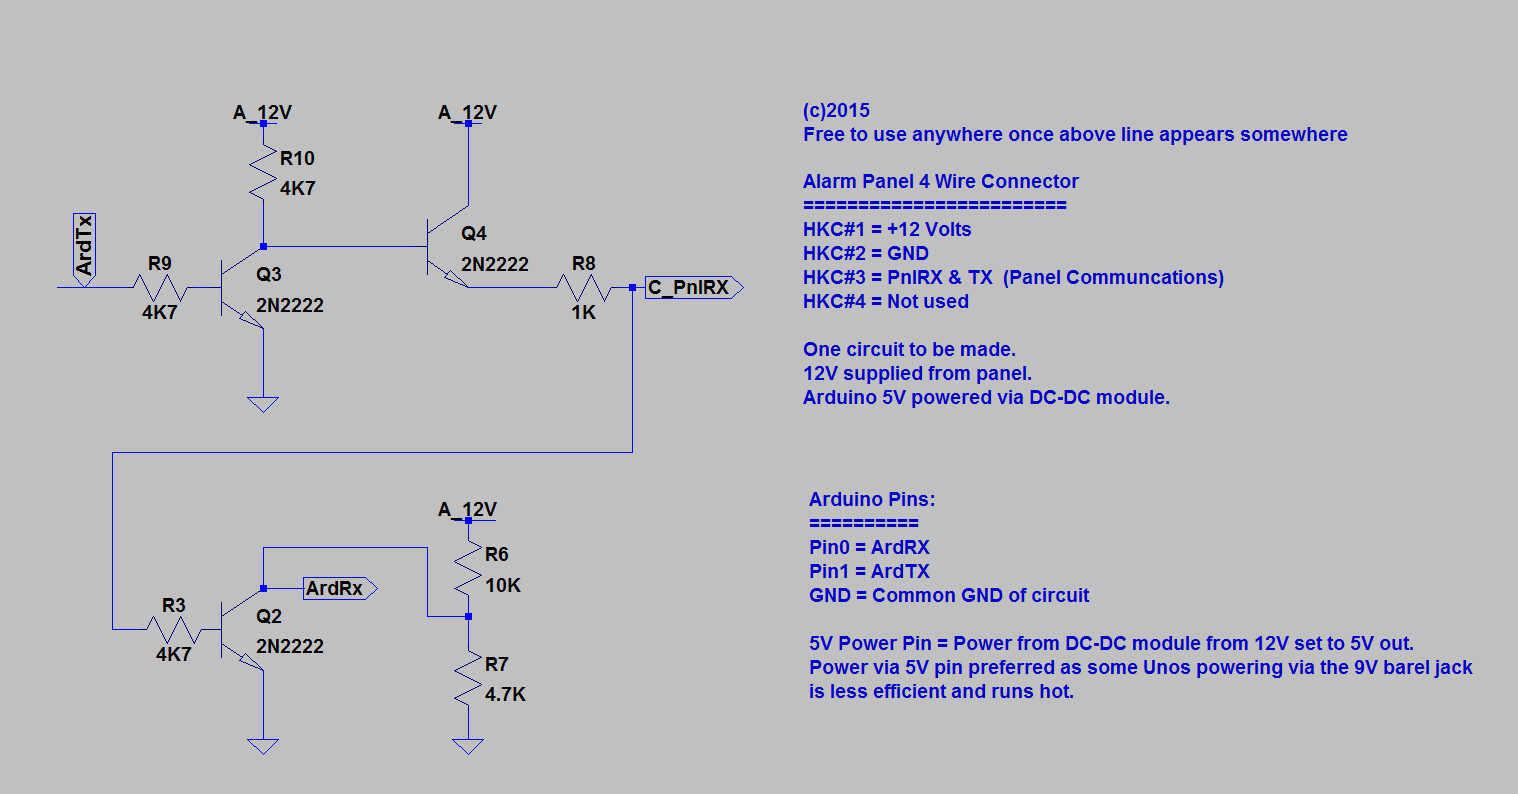 A_12V
A_12V
R10
4K7
ArdTx
R9
4K7
Q3
2N2222
Q4
2N2222
R8
1K
C_PnlRX
A_12V
R6
10K
ArdRx
R3
4K7
Q2
2N2222
R7
4.7K
(c)2015
Free to use anywhere once above line appears somewhere
Alarm Panel 4 Wire Connector
========================
HKC#1 = +12 Volts
HKC#2 = GND
HKC#3 = PnlRX & TX  (Panel Communcations)
HKC#4 = Not used
One circuit to be made.
12V supplied from panel.
Arduino 5V powered via DC-DC module.
Arduino Pins:
==========
Pin0 = ArdRX
Pin1 = ArdTX
GND = Common GND of circuit
5V Power Pin = Power from DC-DC module from 12V set to 5V out.
Power via 5V pin preferred as some Unos powering via the 9V barel jack
is less efficient and runs hot.